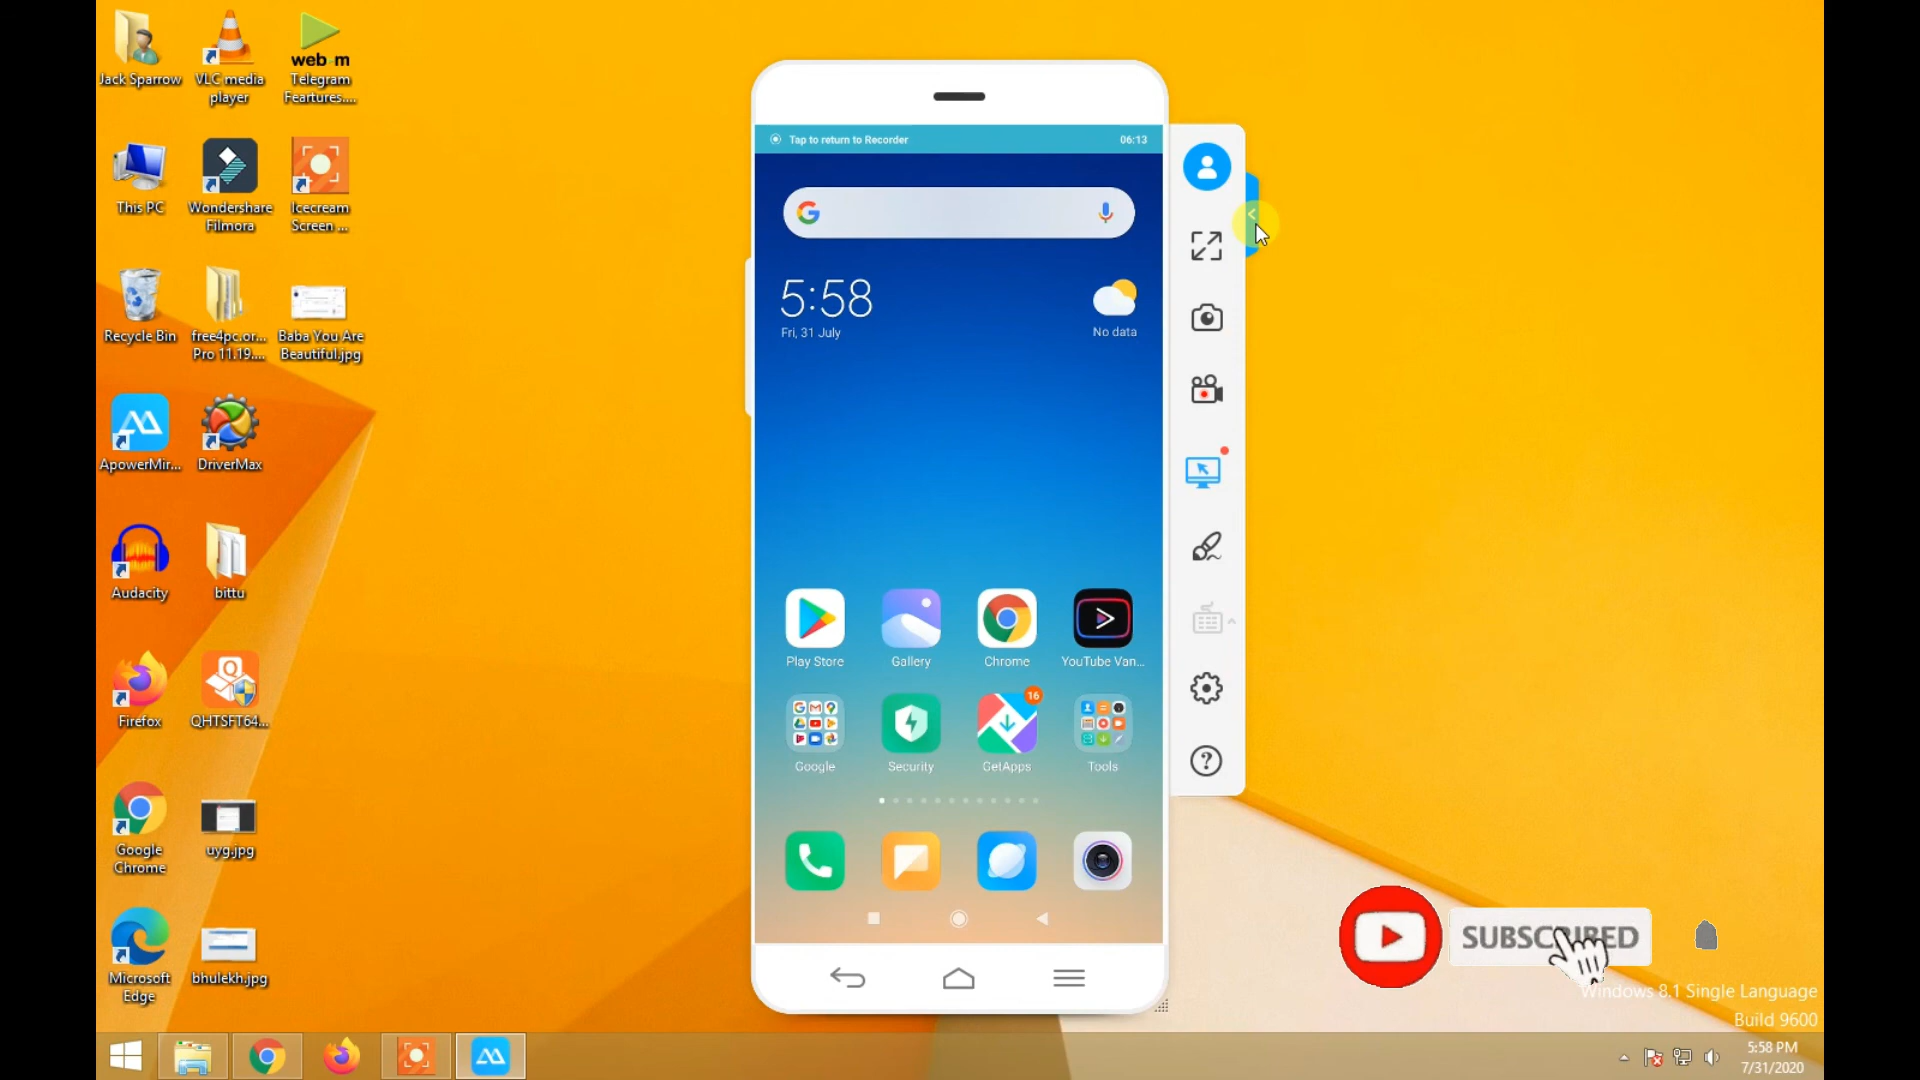 Jack Sparrow
VLC media
player
web-m
Telegram
Feartures....
This PC
Wondershare
Filmora
Icecream
Screen ...
Recycle Bin
free4pc.or...
Pro 11.19....
Baba You Are
Beautiful.jpg
ApowerMir...
DriverMax
Audacity
bittu
Firefox
QHTSFT64...
Google
Chrome
uyg.jpg
Microsoft
Edge
bhulekh.jpg
Tap to return to Recorder
06:13
5:58
Fri, 31 July
No data
Play Store
Gallery
Chrome
YouTube Van...
16
Google
Security
GetApps
Tools
SUBSCRIBED
Windows 8.1 Single Language
Build 9600
5:58 PM
7/31/2020